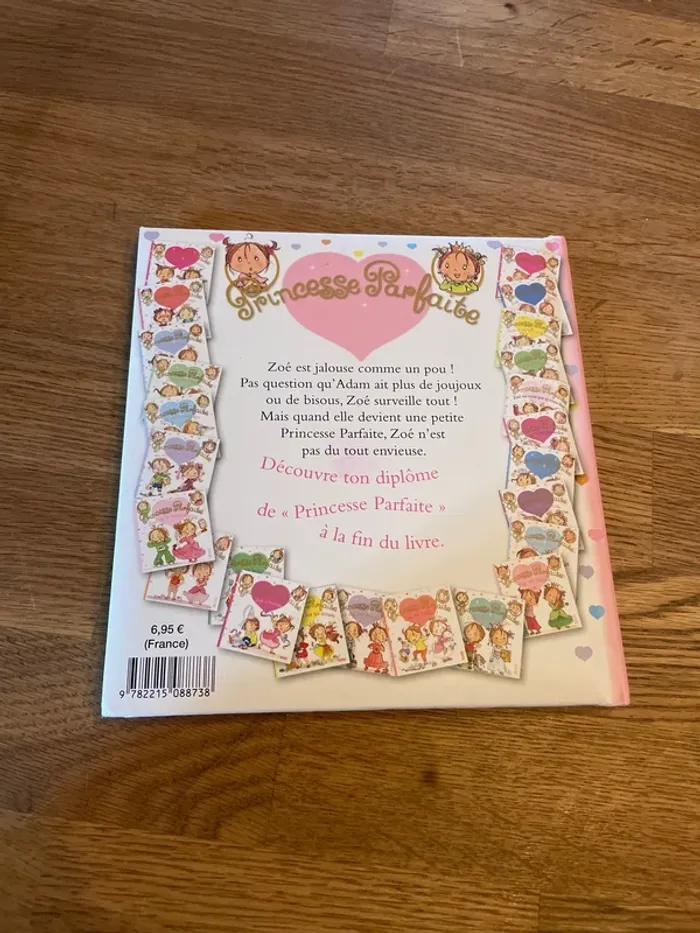 Princesse Parfaite
Zoé est jalouse comme un pou !
Pas question qu'Adam ait plus de joujoux
ou de bisous, Zoé surveille tout !
Mais quand elle devient une petite
Princesse Parfaite, Zoé n'est
pas du tout envieuse.
Découvre ton diplôme
de « Princesse Parfaite »
à la fin du livre.
6,95 €
(France)
9 782215 088738